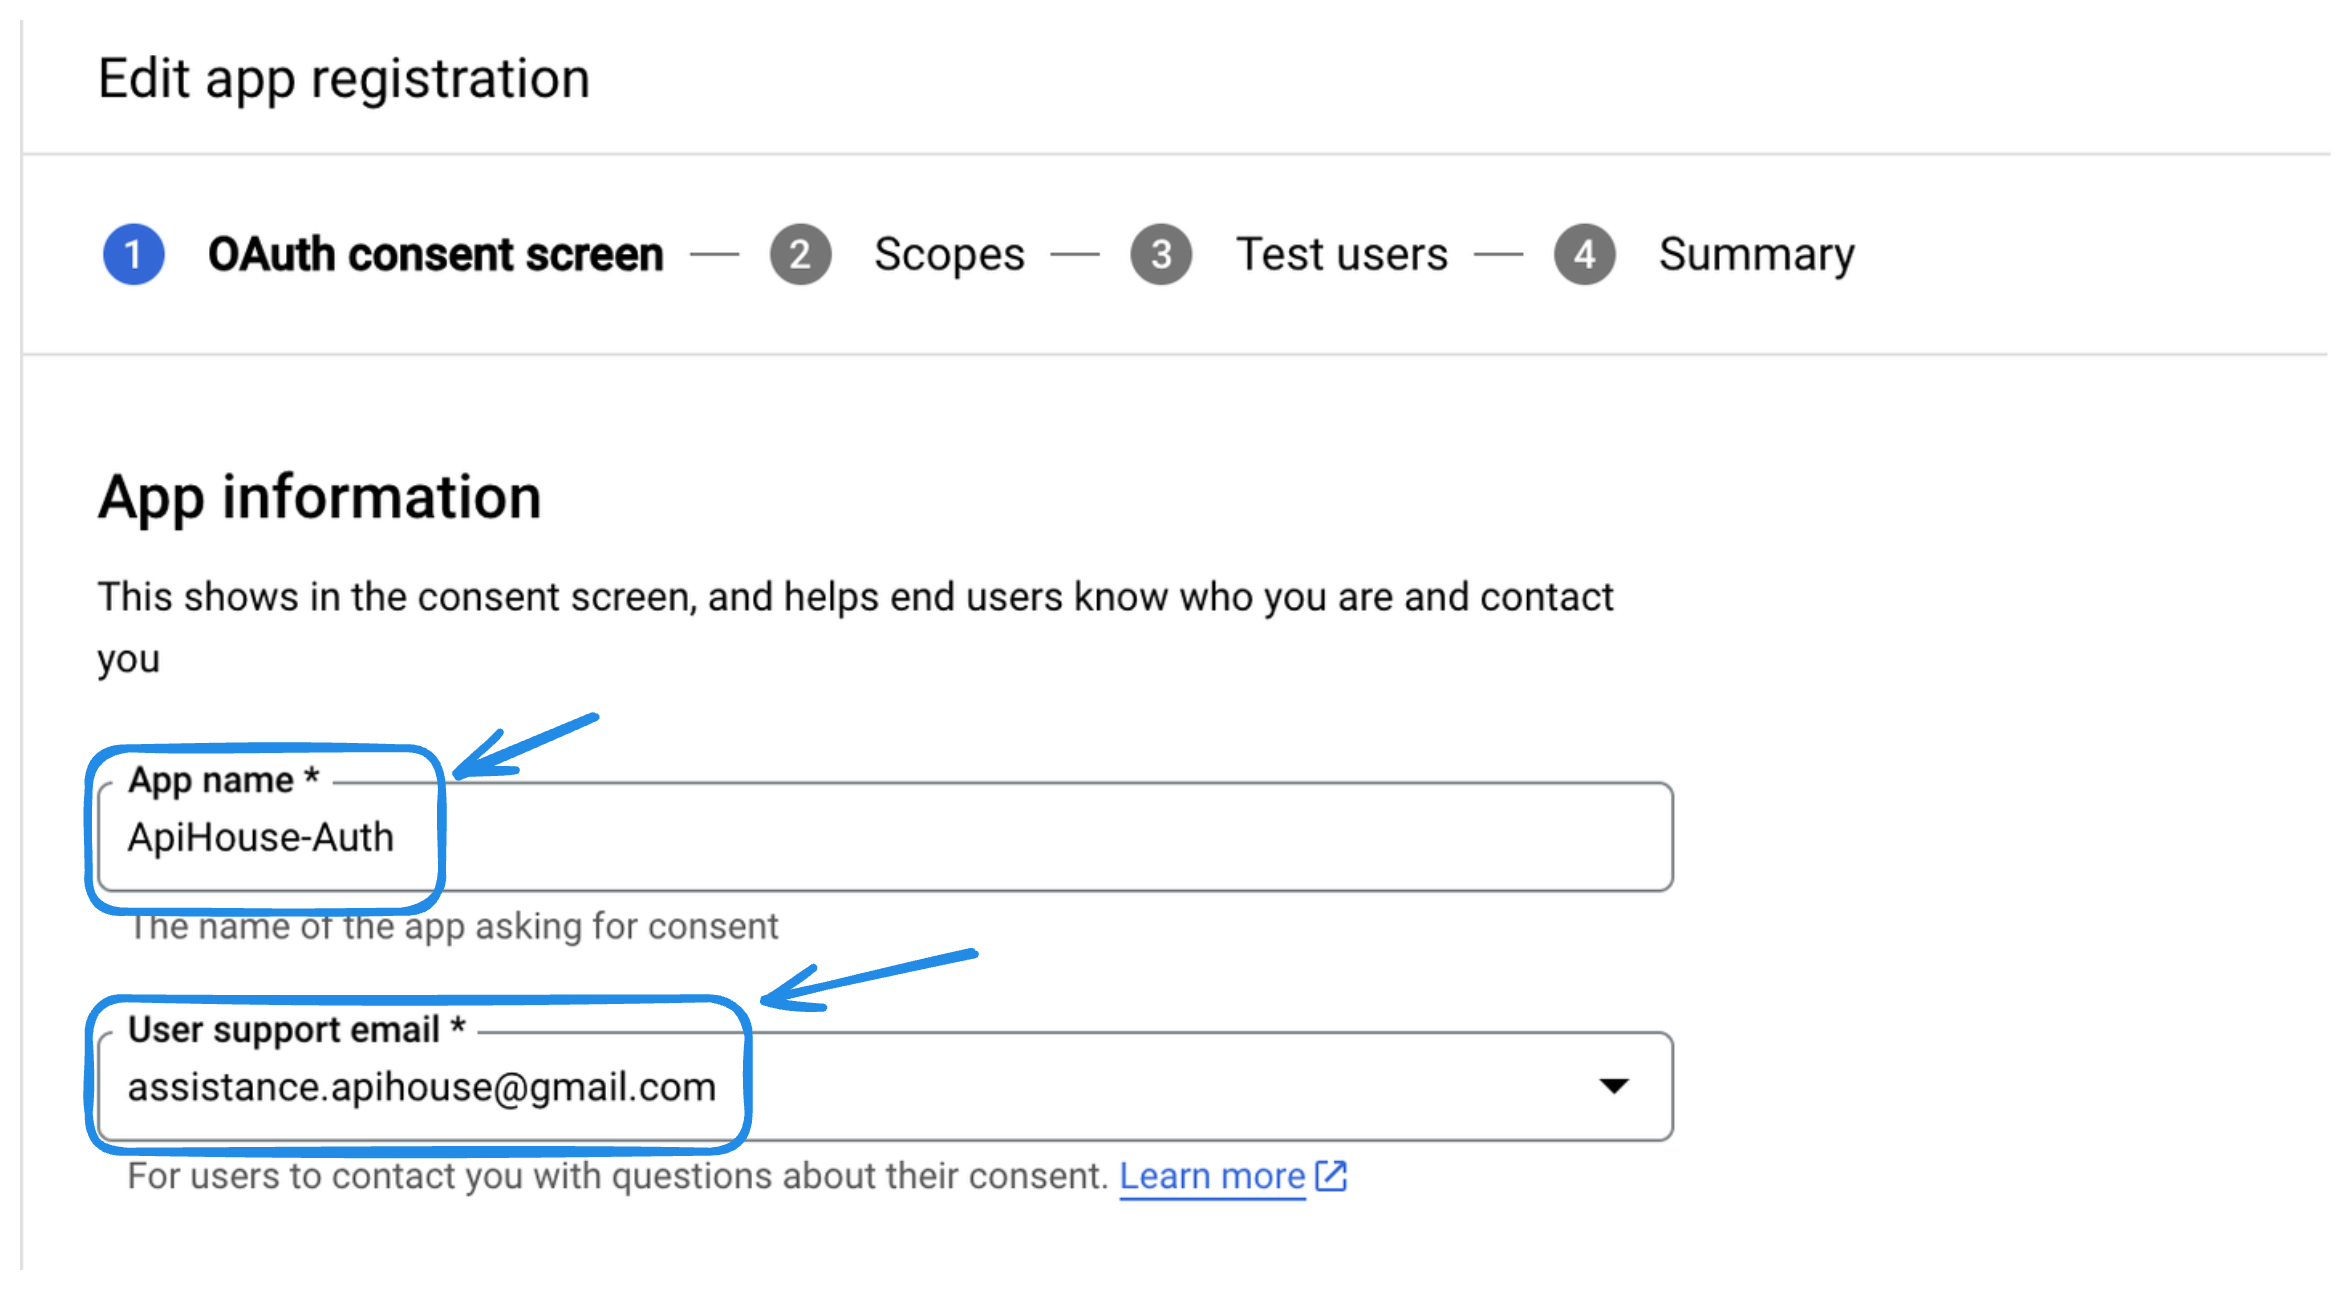 Edit app registration
1 OAuth consent screen — 2 Scopes — 3 Test users — 4 Summary
App information
This shows in the consent screen, and helps end users know who you are and contact
you
App name *
ApiHouse-Auth
The name of the app asking for consent
User support email *
assistance.apihouse@gmail.com
For users to contact you with questions about their consent. Learn more